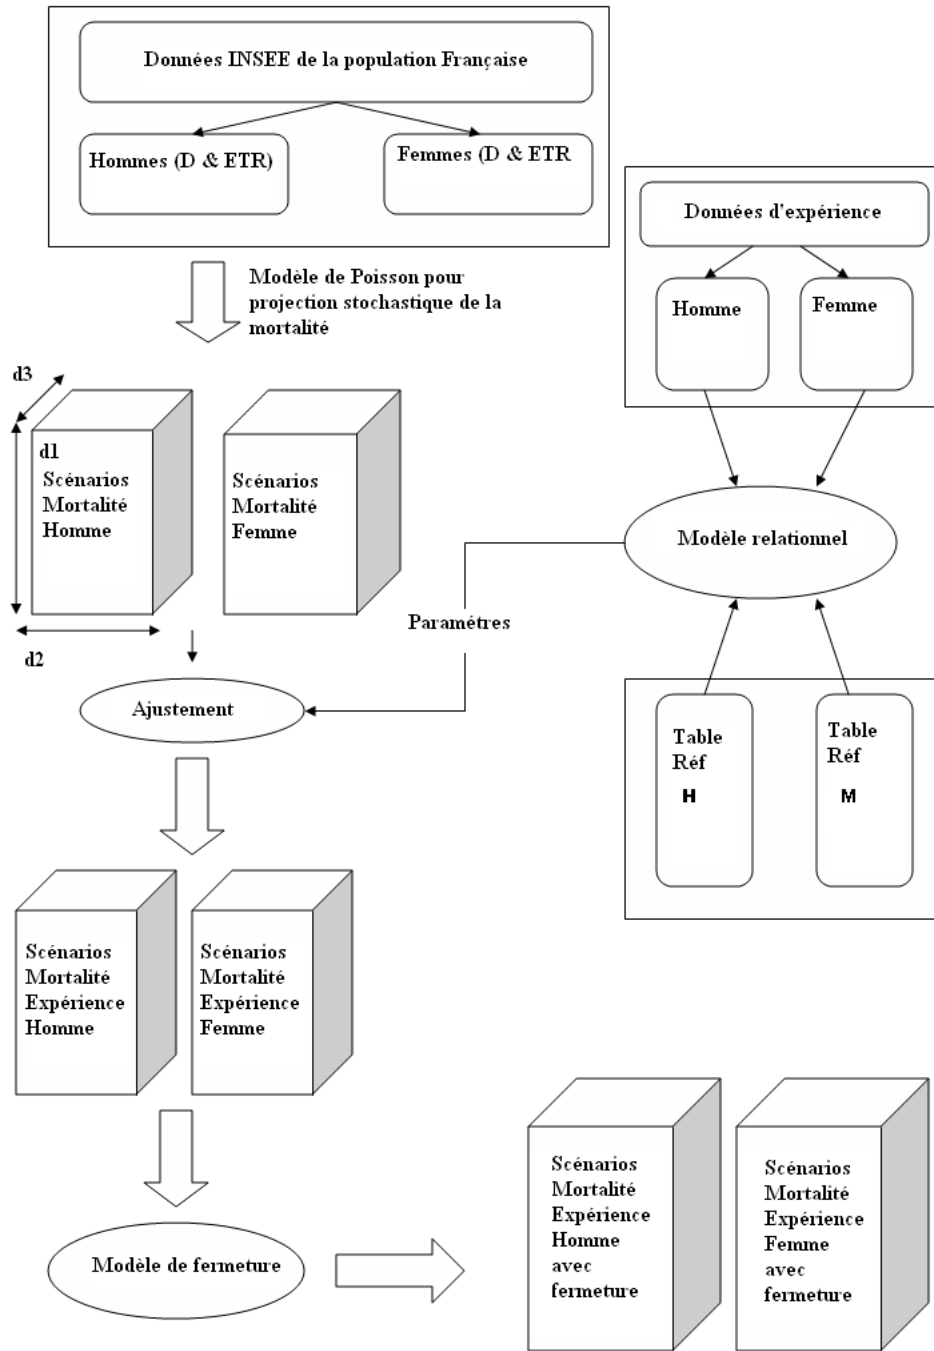 Données INSEE de la population Française
Hommes (D & ETR)
Femmes (D & ETR
Données d'expérience
Homme
Femme
Modèle de Poisson pour
projection stochastique de la
mortalité
d3
d1
Scénarios
Mortalité
Homme
Scénarios
Mortalité
Femme
d2
Modèle relationnel
Paramétres
Ajustement
Table
Réf
H
Table
Réf
M
Scénarios
Mortalité
Expérience
Homme
Scénarios
Mortalité
Expérience
Femme
Modèle de fermeture
Scénarios
Mortalité
Expérience
Homme
avec
fermeture
Scénarios
Mortalité
Expérience
Femme
avec
fermeture